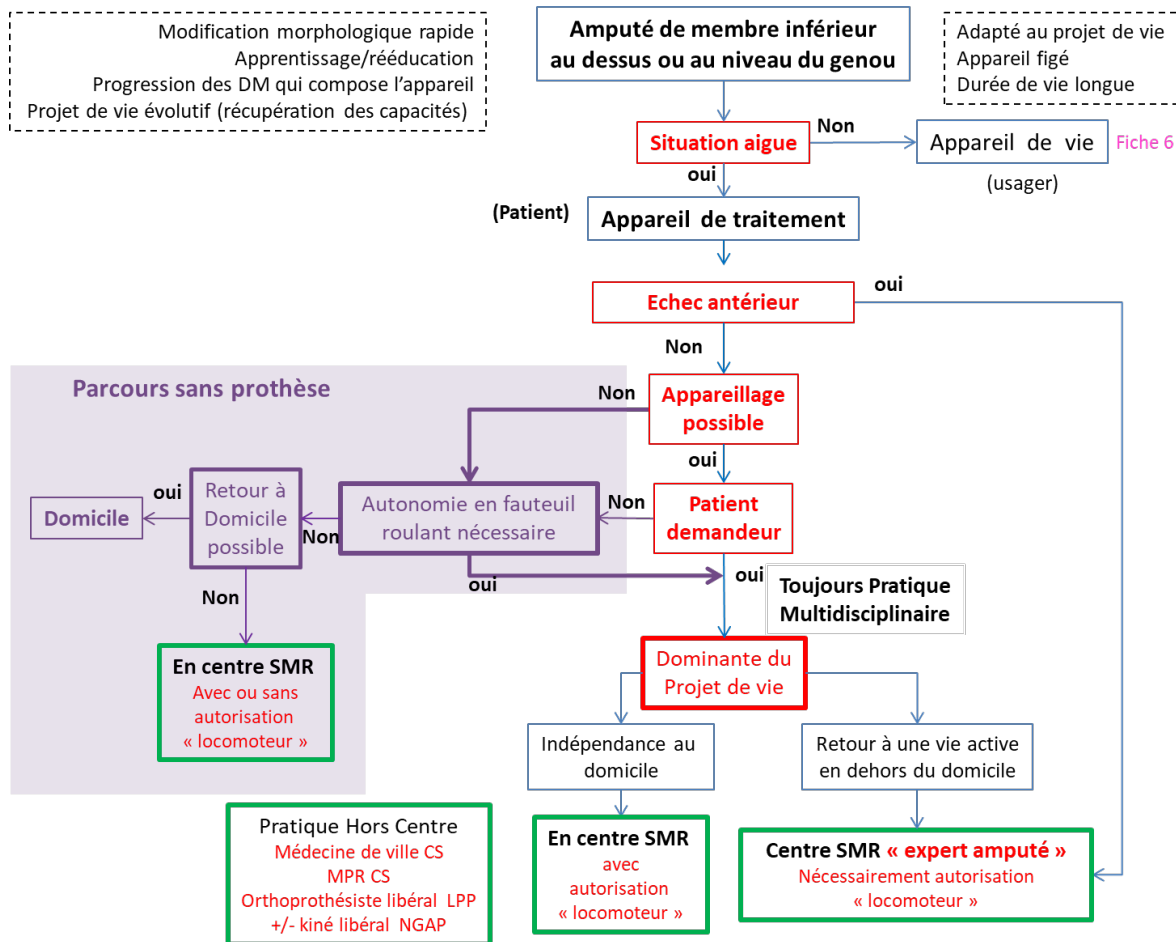 Modification morphologique rapide
Apprentissage/rééducation
Progression des DM qui compose l'appareil
Projet de vie évolutif (récupération des capacités)
Amputé de membre inférieur
au dessus ou au niveau du genou
Adapté au projet de vie
Appareil figé
Durée de vie longue
Situation aigue
Non
Appareil de vie
Fiche 6
(usager)
oui
(Patient)
Appareil de traitement
Echec antérieur
oui
Non
Parcours sans prothèse
Non
Appareillage
possible
oui
Patient
demandeur
Non
Autonomie en fauteuil
roulant nécessaire
Non
Retour à
Domicile
possible
oui
Domicile
Non
oui
oui
Toujours Pratique
Multidisciplinaire
En centre SMR
Avec ou sans
autorisation
« locomoteur »
Dominante du
Projet de vie
Indépendance au
domicile
Retour à une vie active
en dehors du domicile
Pratique Hors Centre
Médecine de ville CS
MPR CS
Orthoprothésiste libéral LPP
+/- kiné libéral NGAP
En centre SMR
avec
autorisation
« locomoteur »
Centre SMR « expert amputé »
Nécessairement autorisation
« locomoteur »